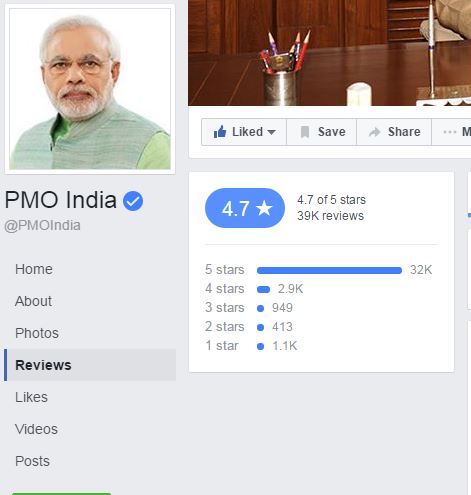 Liked
Save
Share
M
PMO India
@PMOIndia
4.7
4.7 of 5 stars
39K reviews
Home
About
Photos
Reviews
Likes
Videos
Posts
5 stars 32K
4 stars 2.9K
3 stars 949
2 stars 413
1 star 1.1K